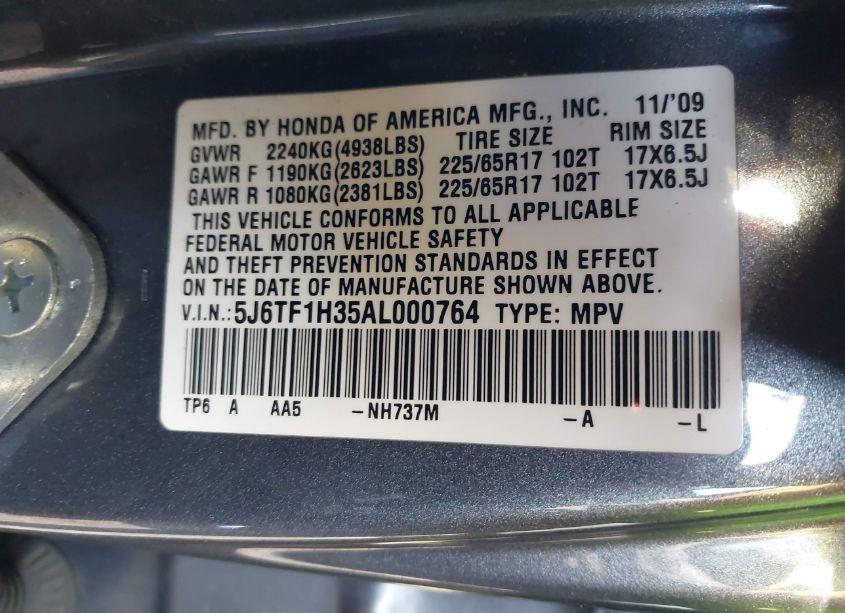 MFD. BY HONDA OF AMERICA MFG., INC. 11/'09
GVWR 2240KG(4938LBS) TIRE SIZE RIM SIZE
GAWR F 1190KG(2623LBS) 225/65R17 102T 17X6.5J
GAWR R 1080KG(2381LBS) 225/65R17 102T 17X6.5J
THIS VEHICLE CONFORMS TO ALL APPLICABLE
FEDERAL MOTOR VEHICLE SAFETY
AND THEFT PREVENTION STANDARDS IN EFFECT
ON THE DATE OF MANUFACTURE SHOWN ABOVE.
V.I.N.:5J6TF1H35AL000764 TYPE: MPV
TP6 A AA5 -NH737M -A -L